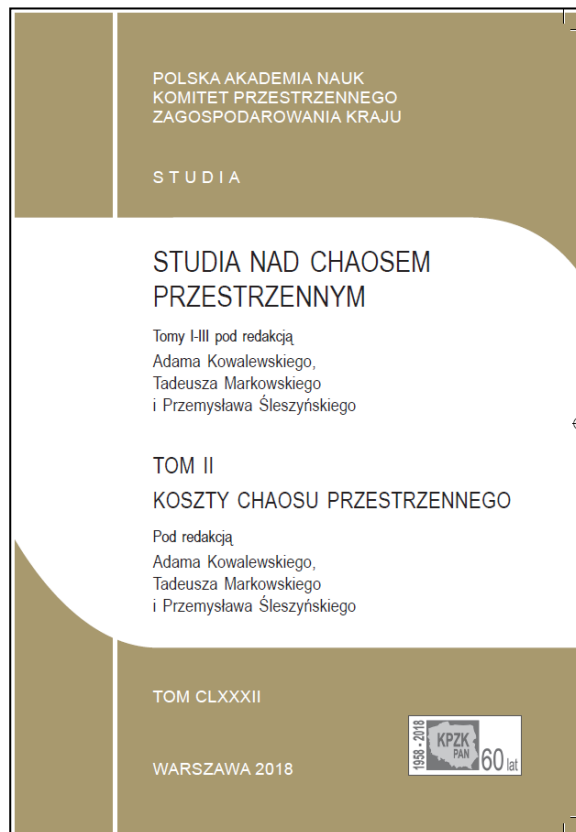 POLSKA AKADEMIA NAUK
KOMITET PRZESTRZENNEGO
ZAGOSPODAROWANIA KRAJU
STUDIA
STUDIA NAD CHAOSEM
PRZESTRZENNYM
Tomy I-III pod redakcją
Adama Kowalewskiego,
Tadeusza Markowskiego
i Przemysława Śleszyńskiego
TOM II
KOSZTY CHAOSU PRZESTRZENNEGO
Pod redakcją
Adama Kowalewskiego,
Tadeusza Markowskiego
i Przemysława Śleszyńskiego
TOM CLXXXII
1958 - 2018
KPZK
PAN
60 lat
WARSZAWA 2018